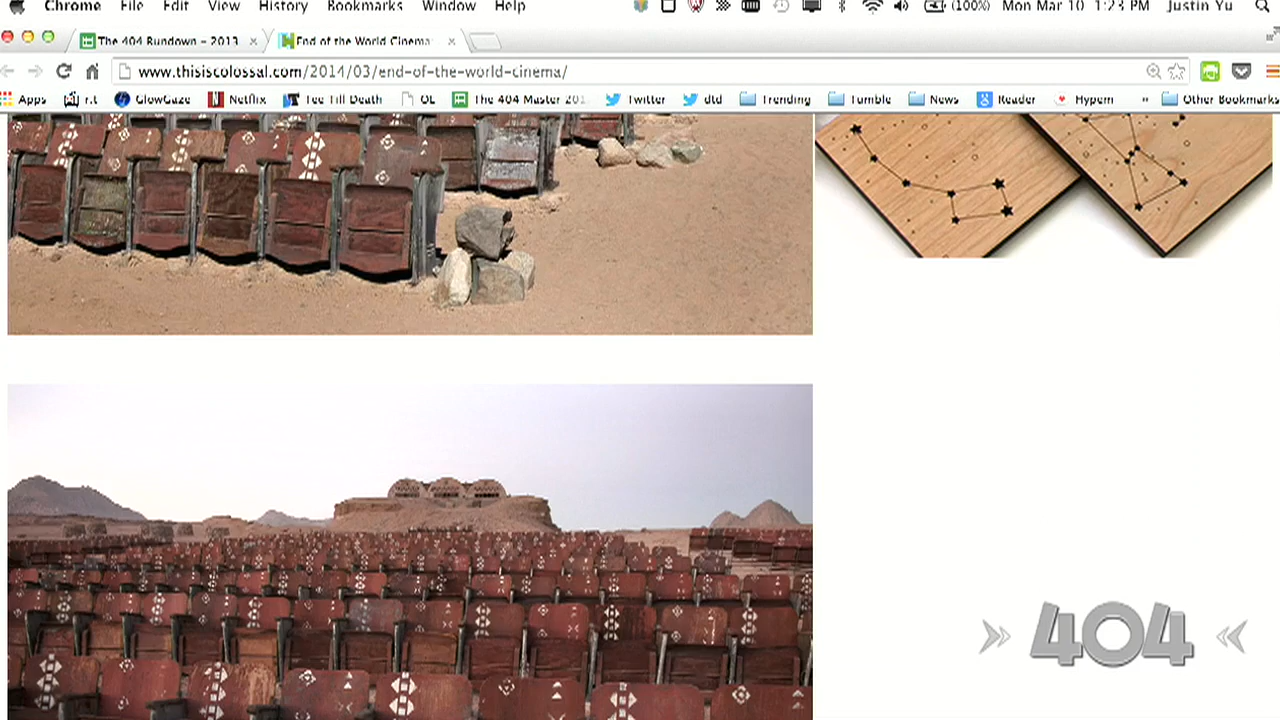 Chrome File Edit View History Bookmarks Window Help (100%) Mon Mar 10 1:23 PM Justin Yu
The 404 Rundown - 2013 End of the World Cinema:
www.thisiscolossal.com/2014/03/end-of-the-world-cinema/
Apps r.t GlowGaze Netflix Tee Till Death OL The 404 Master 201 Twitter dtd Trending Tumble News Reader Hypem » Other Bookmarks
404